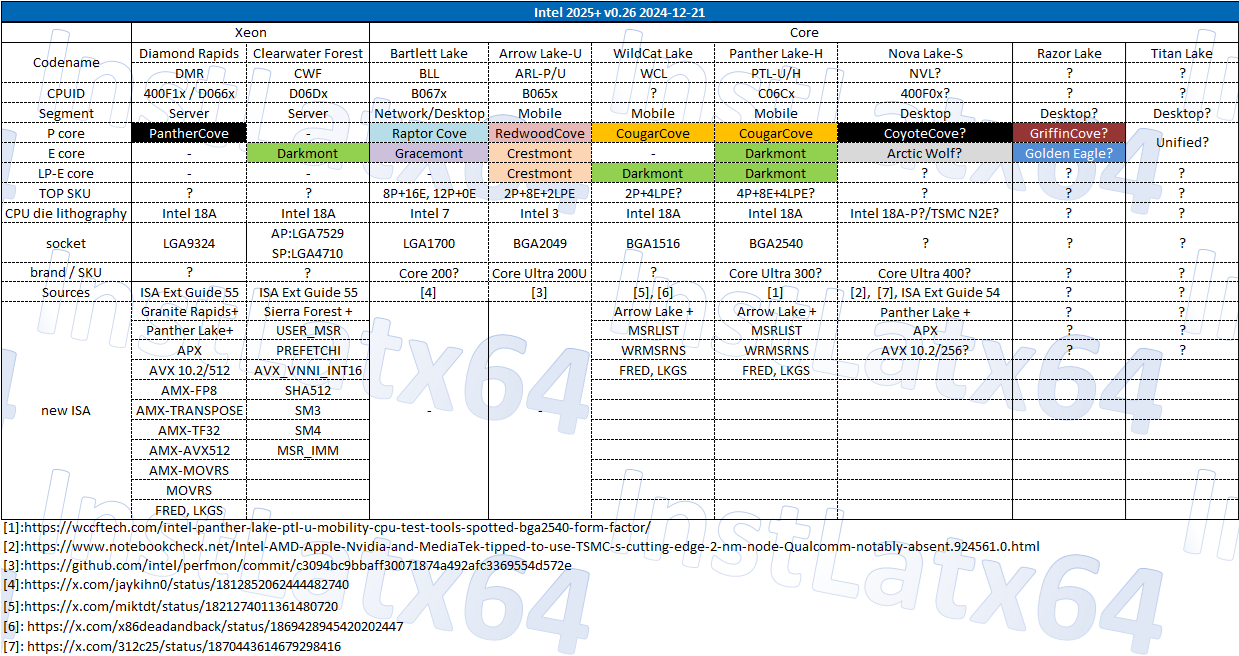 Intel 2025+ v0.26 2024-12-21
Xeon Core
Codename Diamond Rapids Clearwater Forest Bartlett Lake Arrow Lake-U WildCat Lake Panther Lake-H Nova Lake-S Razor Lake Titan Lake
DMR CWF BLL ARL-P/U WCL PTL-U/H NVL? ? ?
CPUID 400F1x / D066x D06Dx B067x B065x ? C06Cx 400F0x? ? ?
Segment Server Server Network/Desktop Mobile Mobile Mobile Desktop Desktop? Desktop?
P core PantherCove - Raptor Cove RedwoodCove CougarCove CougarCove CoyoteCove? GriffinCove? Unified?
E core - Darkmont Gracemont Crestmont - Darkmont Arctic Wolf? Golden Eagle?
LP-E core - - - Crestmont Darkmont Darkmont ? ? ?
TOP SKU ? ? 8P+16E, 12P+0E 2P+8E+2LPE 2P+4LPE? 4P+8E+4LPE? ? ? ?
CPU die lithography Intel 18A Intel 18A Intel 7 Intel 3 Intel 18A Intel 18A Intel 18A-P?/TSMC N2E? ? ?
socket LGA9324 AP:LGA7529 LGA1700 BGA2049 BGA1516 BGA2540 ? ? ?
SP:LGA4710
brand / SKU ? ? Core 200? Core Ultra 200U ? Core Ultra 300? Core Ultra 400? ? ?
Sources ISA Ext Guide 55 ISA Ext Guide 55 [4] [3] [5], [6] [1] [2], [7], ISA Ext Guide 54 ? ?
new ISA Granite Rapids+ Sierra Forest + - - Arrow Lake + Arrow Lake + Panther Lake + ? ?
Panther Lake+ USER_MSR MSRLIST MSRLIST APX ? ?
APX PREFETCHI WRMSRNS WRMSRNS AVX 10.2/256? ? ?
AVX 10.2/512 AVX_VNNI_INT16 FRED, LKGS FRED, LKGS
AMX-FP8 SHA512
AMX-TRANSPOSE SM3
AMX-TF32 SM4
AMX-AVX512 MSR_IMM
AMX-MOVRS
MOVRS
FRED, LKGS
[1]:https://wccftech.com/intel-panther-lake-ptl-u-mobility-cpu-test-tools-spotted-bga2540-form-factor/
[2]:https://www.notebookcheck.net/Intel-AMD-Apple-Nvidia-and-MediaTek-tipped-to-use-TSMC-s-cutting-edge-2-nm-node-Qualcomm-notably-absent.924561.0.html
[3]:https://github.com/intel/perfmon/commit/c3094bc9bbaff30071874a492afc3369554d572e
[4]:https://x.com/jaykihn0/status/1812852062444482740
[5]:https://x.com/miktdt/status/1821274011361480720
[6]: https://x.com/x86deadandback/status/1869428945420202447
[7]: https://x.com/312c25/status/1870443614679298416
InstLatx64